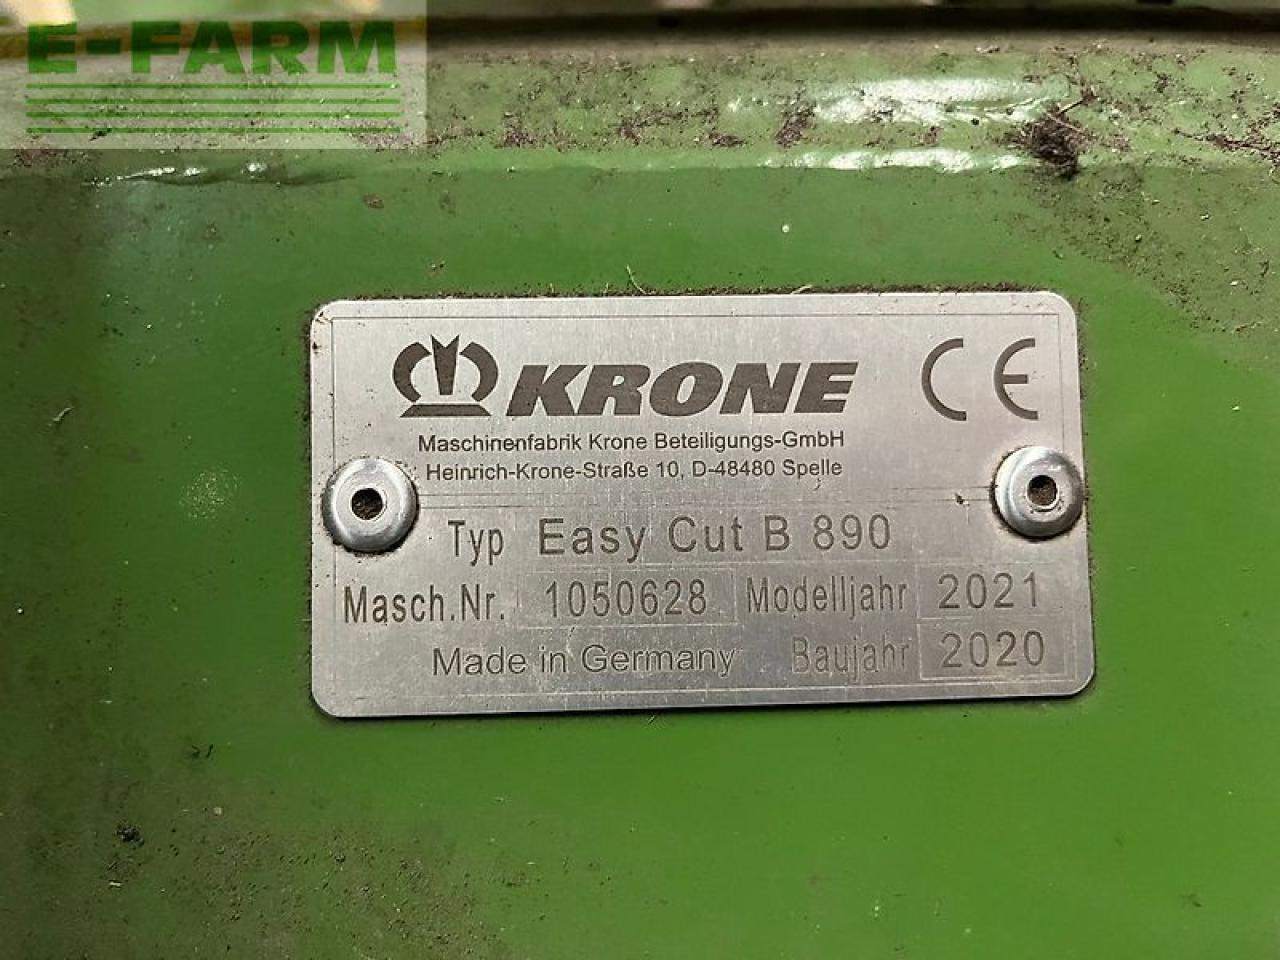 E-FARM
KRONE CE
Maschinenfabrik Krone Beteiligungs-GmbH
Heinrich-Krone-Straße 10, D-48480 Spelle
Typ Easy Cut B 890
Masch.Nr. 1050628 Modelljahr 2021
Made in Germany Baujahr 2020